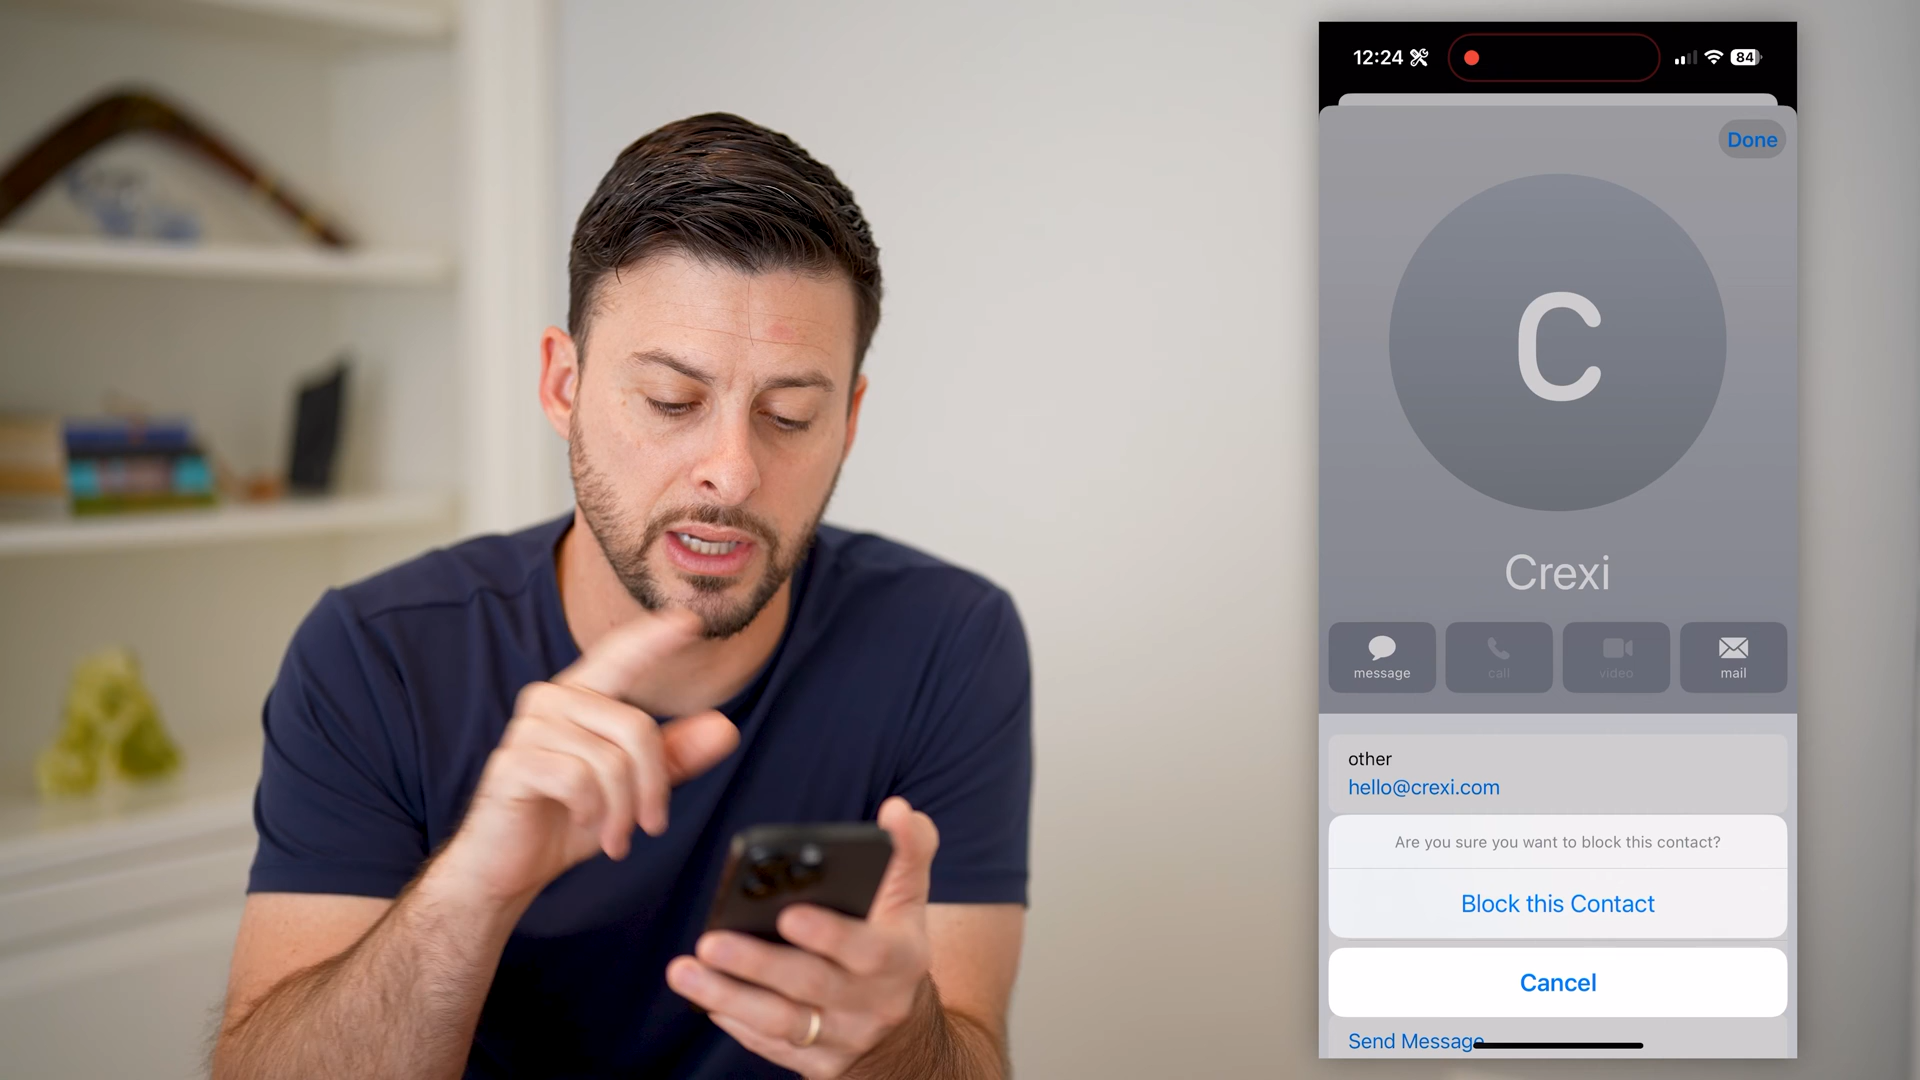 12:24
84
Done
C
Crexi
message
call
video
mail
other
hello@crexi.com
Are you sure you want to block this contact?
Block this Contact
Cancel
Send Message